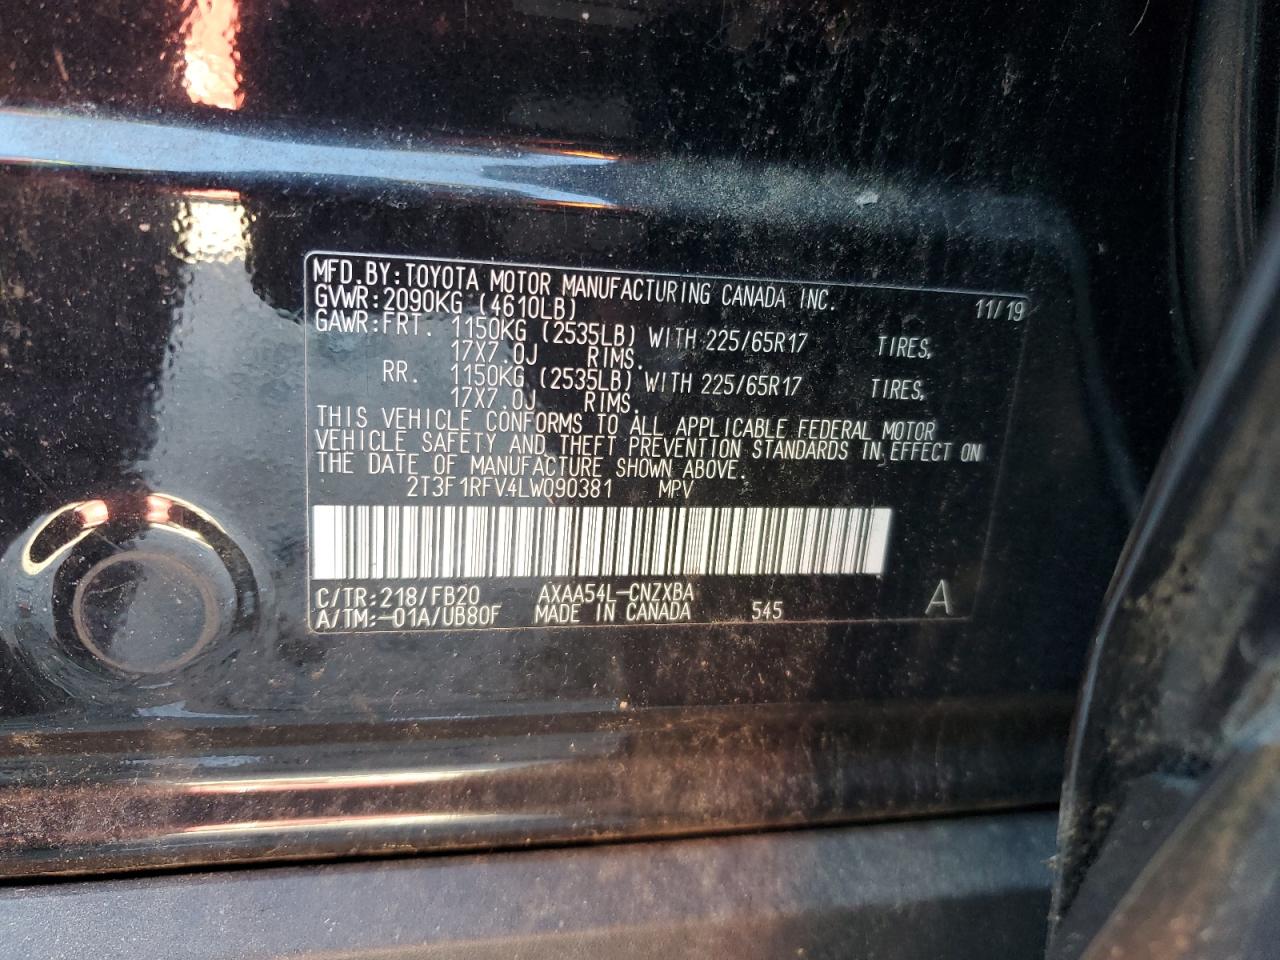 MFD.BY:TOYOTA MOTOR MANUFACTURING CANADA INC. 11/19
GVWR:2090KG (4610LB)
GAWR:FRT. 1150KG (2535LB) WITH 225/65R17 TIRES,
17X7.0J RIMS.
RR. 1150KG (2535LB) WITH 225/65R17 TIRES,
17X7.0J RIMS.
THIS VEHICLE CONFORMS TO ALL APPLICABLE FEDERAL MOTOR
VEHICLE SAFETY AND THEFT PREVENTION STANDARDS IN EFFECT ON
THE DATE OF MANUFACTURE SHOWN ABOVE.
2T3F1RFV4LW090381 MPV
C/TR:218/FB20 AXAA54L-CNZXBA
A/TM:-01A/UB80F MADE IN CANADA 545 A